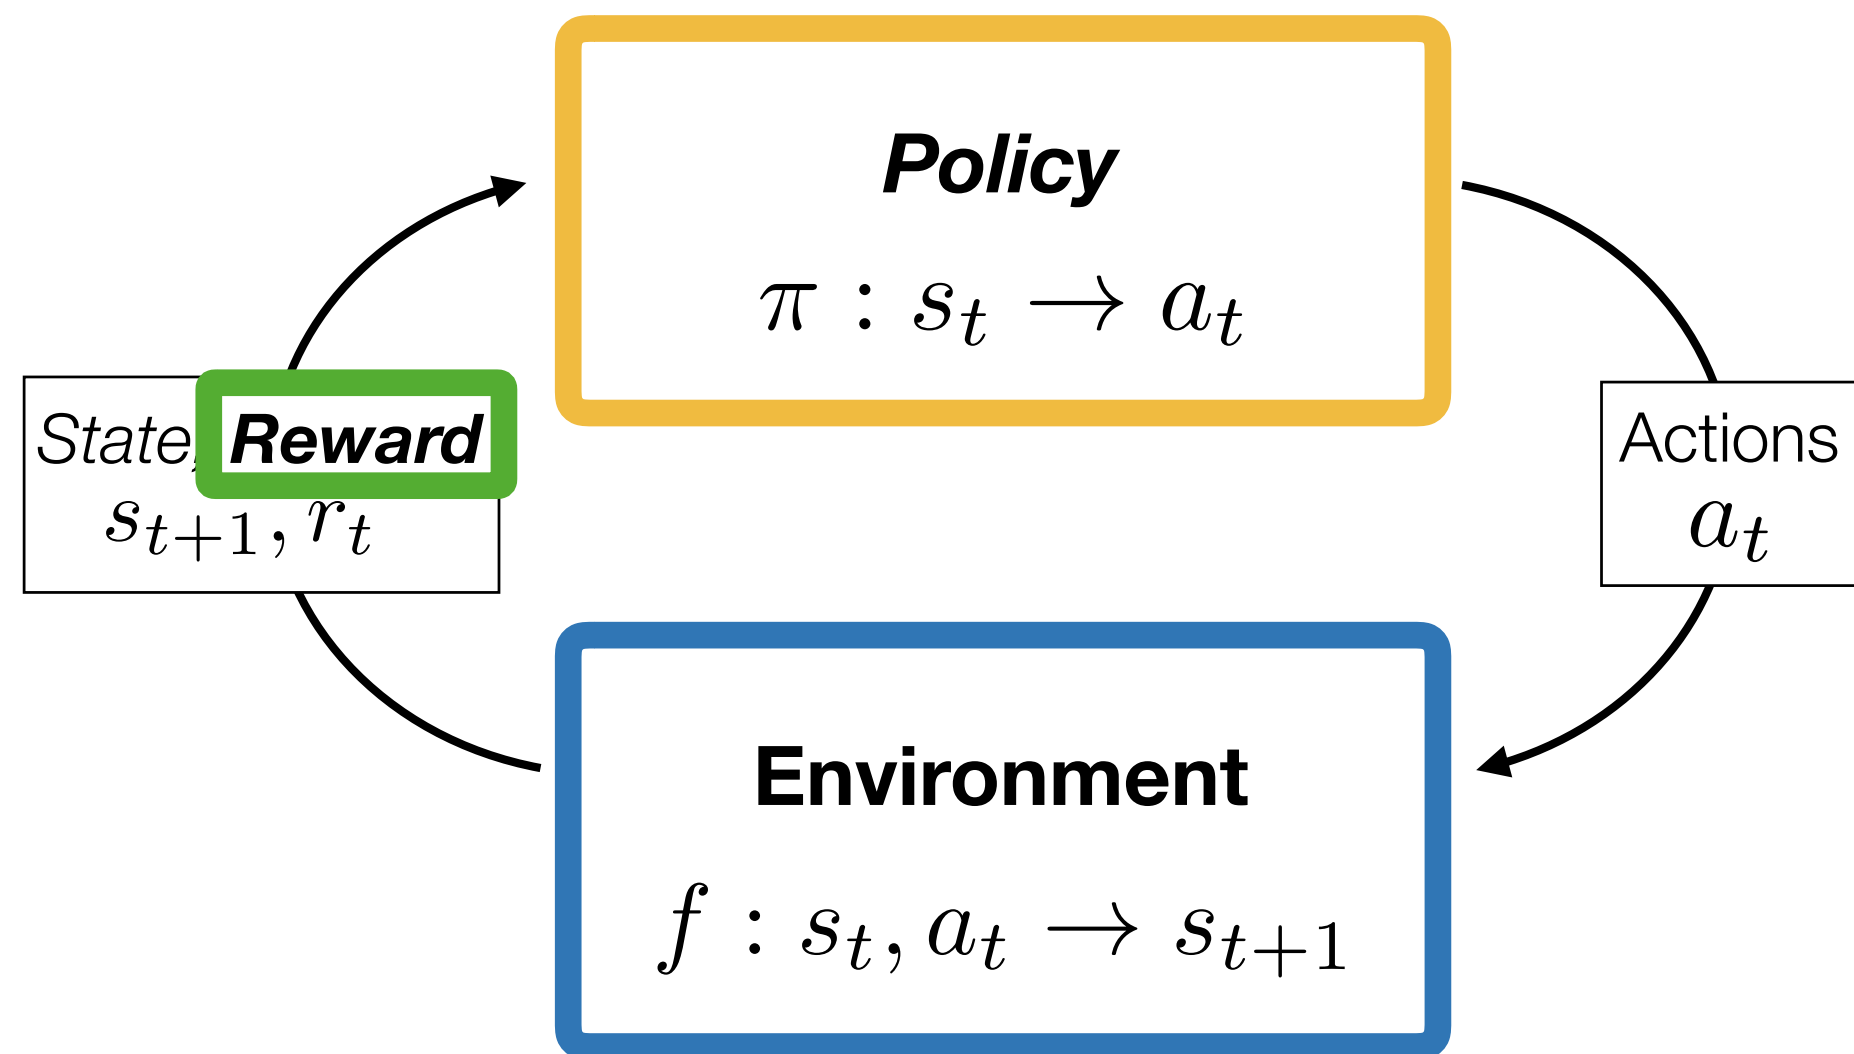 Policy
π : s_t → a_t
State, Reward
s_{t+1}, r_t
Actions
a_t
Environment
f : s_t, a_t → s_{t+1}